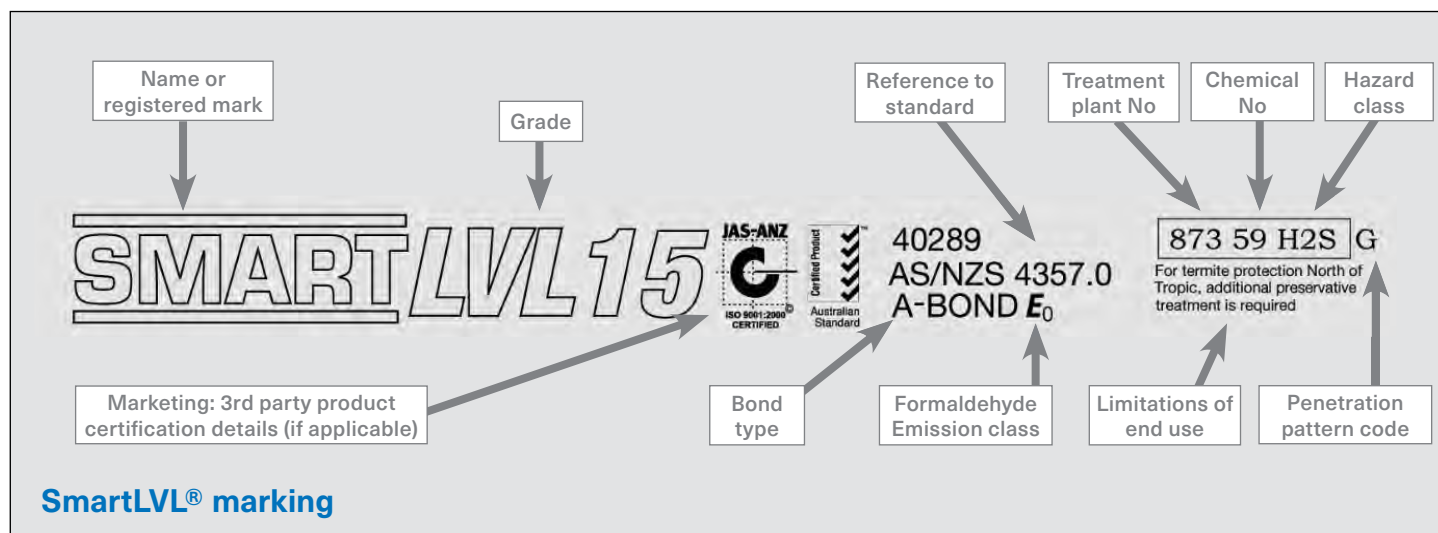 Name or
registered mark
Grade
Reference to
standard
Treatment
plant No
Chemical
No
Hazard
class
SMARTLVL 15
JAS-ANZ
ISO 9001:2000
CERTIFIED
©
Certified Product
™
Australian
Standard
40289
AS/NZS 4357.0
A-BOND E₀
873 59 H2S G
For termite protection North of
Tropic, additional preservative
treatment is required
Marketing: 3rd party product
certification details (if applicable)
Bond
type
Formaldehyde
Emission class
Limitations of
end use
Penetration
pattern code
SmartLVL® marking